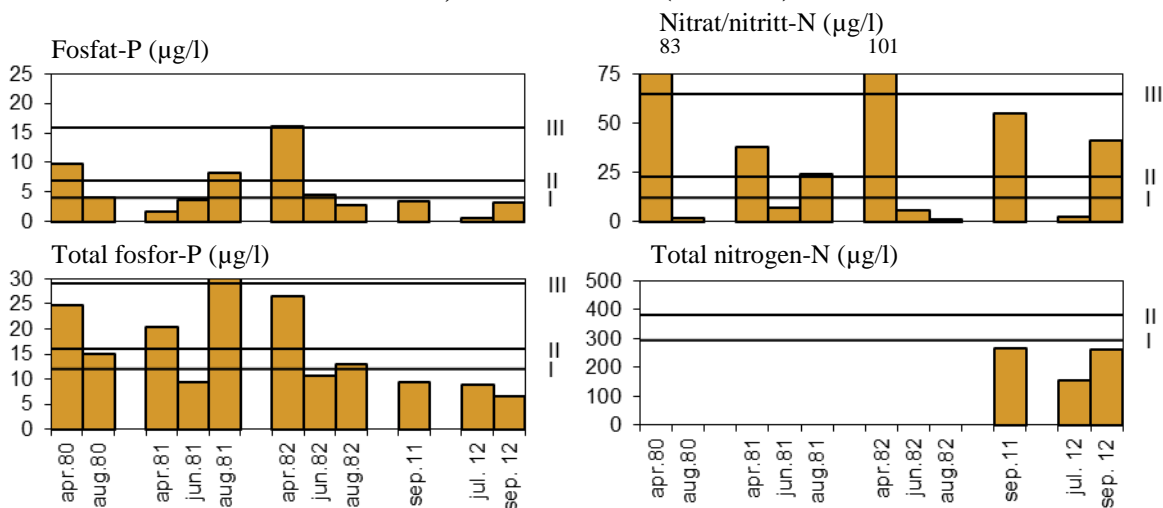 Nitrat/nitritt-N (µg/l)
Fosfat-P (µg/l)
83
101
25
20
15
10
5
0
III
II
I
75
50
25
0
III
II
I
Total fosfor-P (µg/l)
30
25
20
15
10
5
0
III
II
I
apr.80
aug.80
apr.81
jun.81
aug.81
apr.82
jun.82
aug.82
sep.11
jul. 12
sep. 12
Total nitrogen-N (µg/l)
500
400
300
200
100
0
II
I
apr.80
aug.80
apr.81
jun.81
aug.81
apr.82
jun.82
aug.82
sep.11
jul. 12
sep. 12